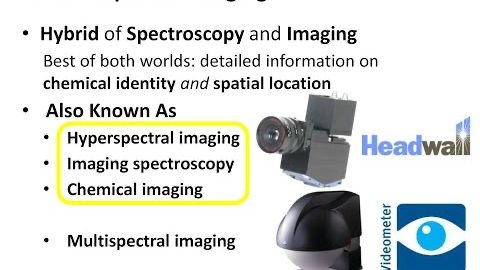 • Hybrid of Spectroscopy and Imaging
Best of both worlds: detailed information on
chemical identity and spatial location
• Also Known As
• Hyperspectral imaging
• Imaging spectroscopy
• Chemical imaging
• Multispectral imaging
Headwall
Videometer